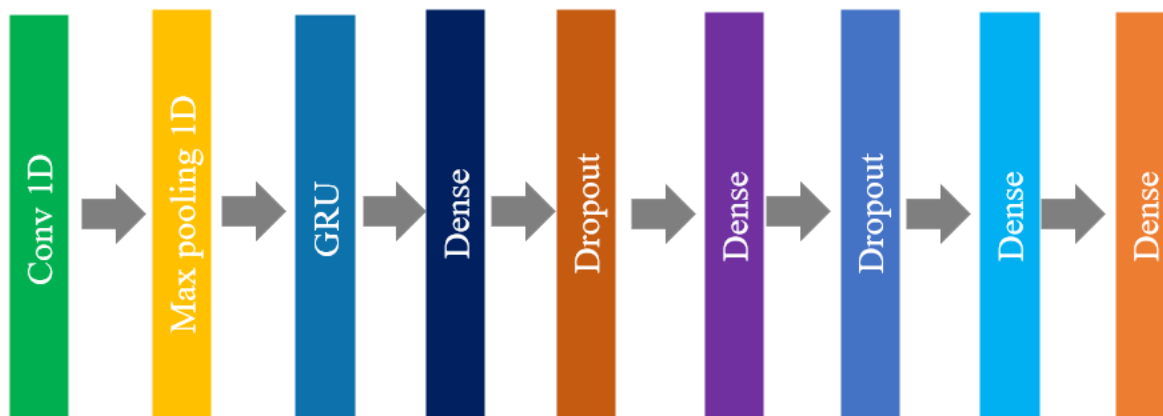 Conv 1D
Max pooling 1D
GRU
Dense
Dropout
Dense
Dropout
Dense
Dense